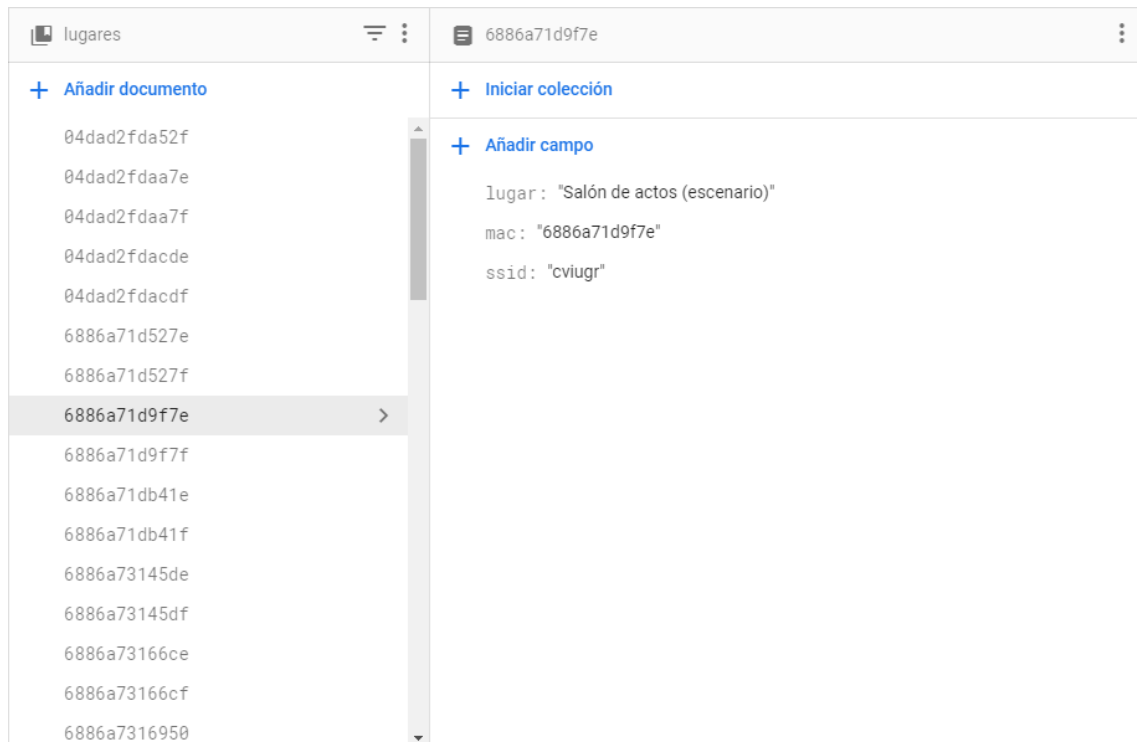 lugares
Añadir documento
04dad2fda52f
04dad2fdaa7e
04dad2fdaa7f
04dad2fdacde
04dad2fdacdf
6886a71d527e
6886a71d527f
6886a71d9f7e
6886a71d9f7f
6886a71db41e
6886a71db41f
6886a73145de
6886a73145df
6886a73166ce
6886a73166cf
6886a7316950
6886a71d9f7e
Iniciar colección
Añadir campo
lugar: "Salón de actos (escenario)"
mac: "6886a71d9f7e"
ssid: "cviugr"